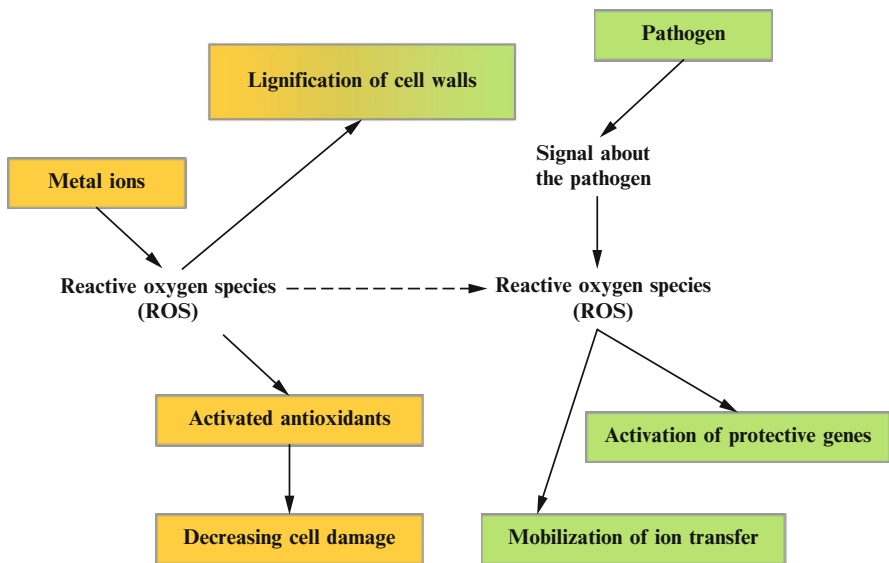 Pathogen
Lignification of cell walls
Signal about
the pathogen
Metal ions
Reactive oxygen species
(ROS)
Reactive oxygen species
(ROS)
Activated antioxidants
Activation of protective genes
Decreasing cell damage
Mobilization of ion transfer